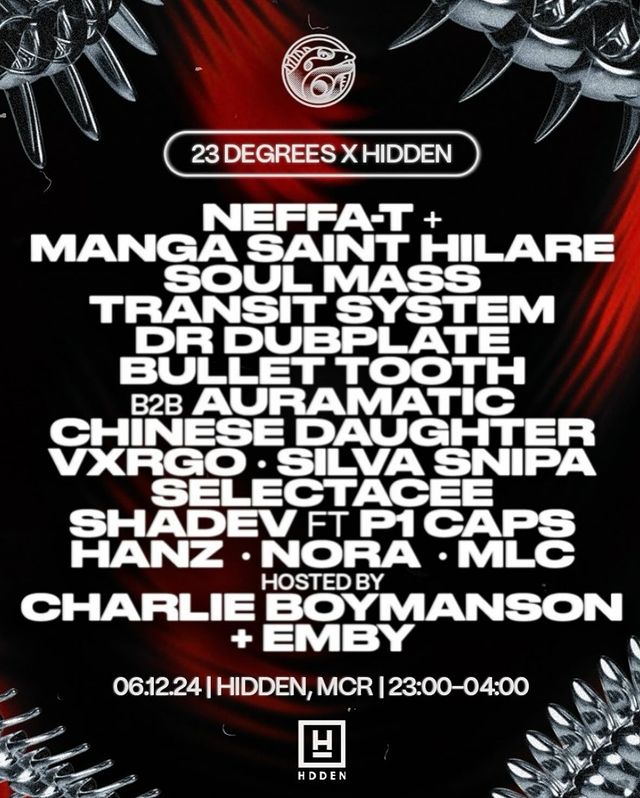 23 DEGREES X HIDDEN
NEFFA-T +
MANGA SAINT HILARE
SOUL MASS
TRANSIT SYSTEM
DR DUBPLATE
BULLET TOOTH
B2B AURAMATIC
CHINESE DAUGHTER
VXRGO · SILVA SNIPA
SELECTACEE
SHADEV FT P1 CAPS
HANZ · NORA · MLC
HOSTED BY
CHARLIE BOYMANSON
+ EMBY
06.12.24 | HIDDEN, MCR | 23:00–04:00
H
HDDEN